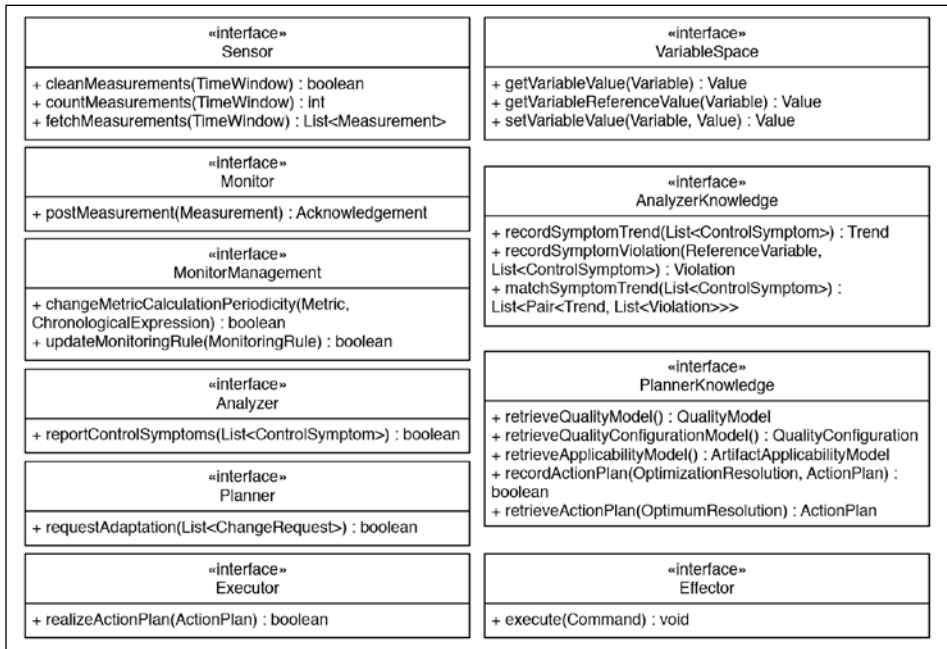 «interface»
Sensor
+ cleanMeasurements(TimeWindow) : boolean
+ countMeasurements(TimeWindow) : int
+ fetchMeasurements(TimeWindow) : List<Measurement>
«interface»
Monitor
+ postMeasurement(Measurement) : Acknowledgement
«interface»
MonitorManagement
+ changeMetricCalculationPeriodicity(Metric,
ChronologicalExpression) : boolean
+ updateMonitoringRule(MonitoringRule) : boolean
«interface»
Analyzer
+ reportControlSymptoms(List<ControlSymptom>) : boolean
«interface»
Planner
+ requestAdaptation(List<ChangeRequest>) : boolean
«interface»
Executor
+ realizeActionPlan(ActionPlan) : boolean
«interface»
VariableSpace
+ getVariableValue(Variable) : Value
+ getVariableReferenceValue(Variable) : Value
+ setVariableValue(Variable, Value) : Value
«interface»
AnalyzerKnowledge
+ recordSymptomTrend(List<ControlSymptom>) : Trend
+ recordSymptomViolation(ReferenceVariable,
List<ControlSymptom>) : Violation
+ matchSymptomTrend(List<ControlSymptom>) :
List<Pair<Trend, List<Violation>>>
«interface»
PlannerKnowledge
+ retrieveQualityModel() : QualityModel
+ retrieveQualityConfigurationModel() : QualityConfiguration
+ retrieveApplicabilityModel() : ArtifactApplicabilityModel
+ recordActionPlan(OptimizationResolution, ActionPlan) :
boolean
+ retrieveActionPlan(OptimumResolution) : ActionPlan
«interface»
Effector
+ execute(Command) : void